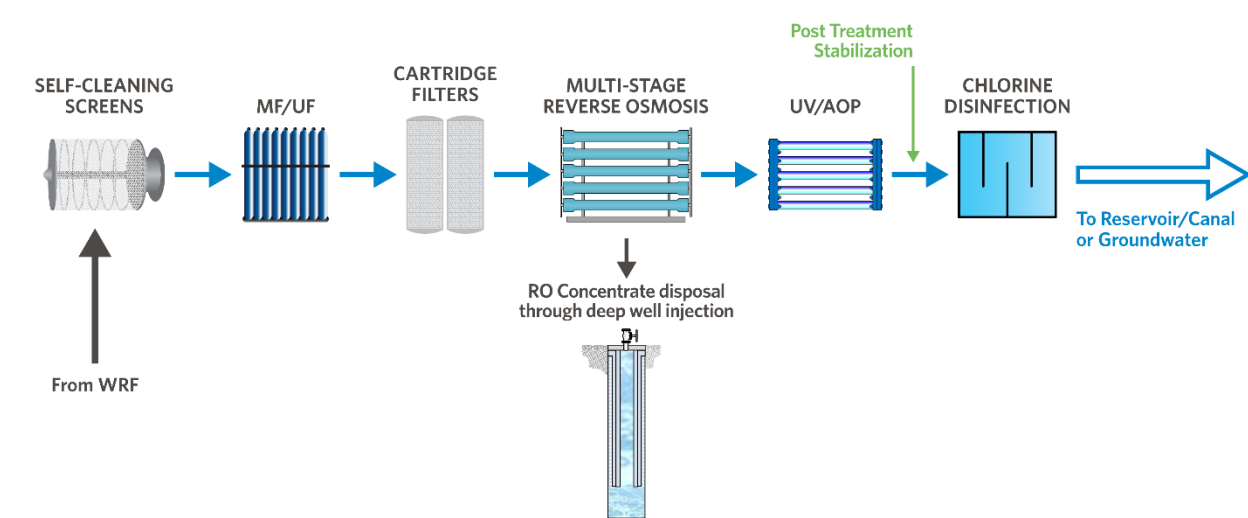 Post Treatment
Stabilization
SELF-CLEANING
SCREENS
MF/UF
CARTRIDGE
FILTERS
MULTI-STAGE
REVERSE OSMOSIS
UV/AOP
CHLORINE
DISINFECTION
To Reservoir/Canal
or Groundwater
RO Concentrate disposal
through deep well injection
From WRF